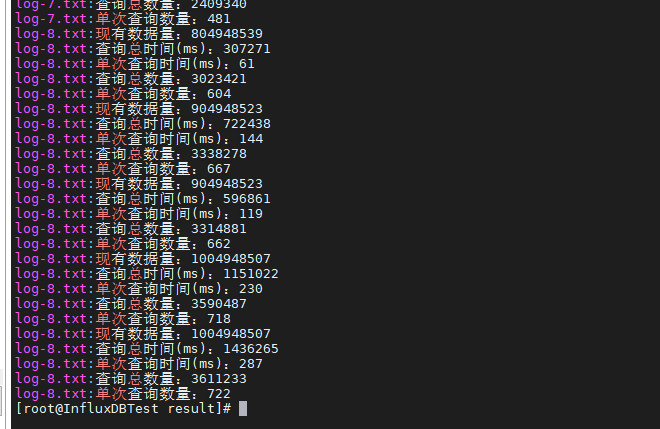 log-7.txt:查询总数量：2409340
log-7.txt:单次查询数量：481
log-8.txt:现有数据量：804948539
log-8.txt:查询总时间(ms)：307271
log-8.txt:单次查询时间(ms)：61
log-8.txt:查询总数量：3023421
log-8.txt:单次查询数量：604
log-8.txt:现有数据量：904948523
log-8.txt:查询总时间(ms)：722438
log-8.txt:单次查询时间(ms)：144
log-8.txt:查询总数量：3338278
log-8.txt:单次查询数量：667
log-8.txt:现有数据量：904948523
log-8.txt:查询总时间(ms)：596861
log-8.txt:单次查询时间(ms)：119
log-8.txt:查询总数量：3314881
log-8.txt:单次查询数量：662
log-8.txt:现有数据量：1004948507
log-8.txt:查询总时间(ms)：1151022
log-8.txt:单次查询时间(ms)：230
log-8.txt:查询总数量：3590487
log-8.txt:单次查询数量：718
log-8.txt:现有数据量：1004948507
log-8.txt:查询总时间(ms)：1436265
log-8.txt:单次查询时间(ms)：287
log-8.txt:查询总数量：3611233
log-8.txt:单次查询数量：722
[root@InfluxDBTest result]#